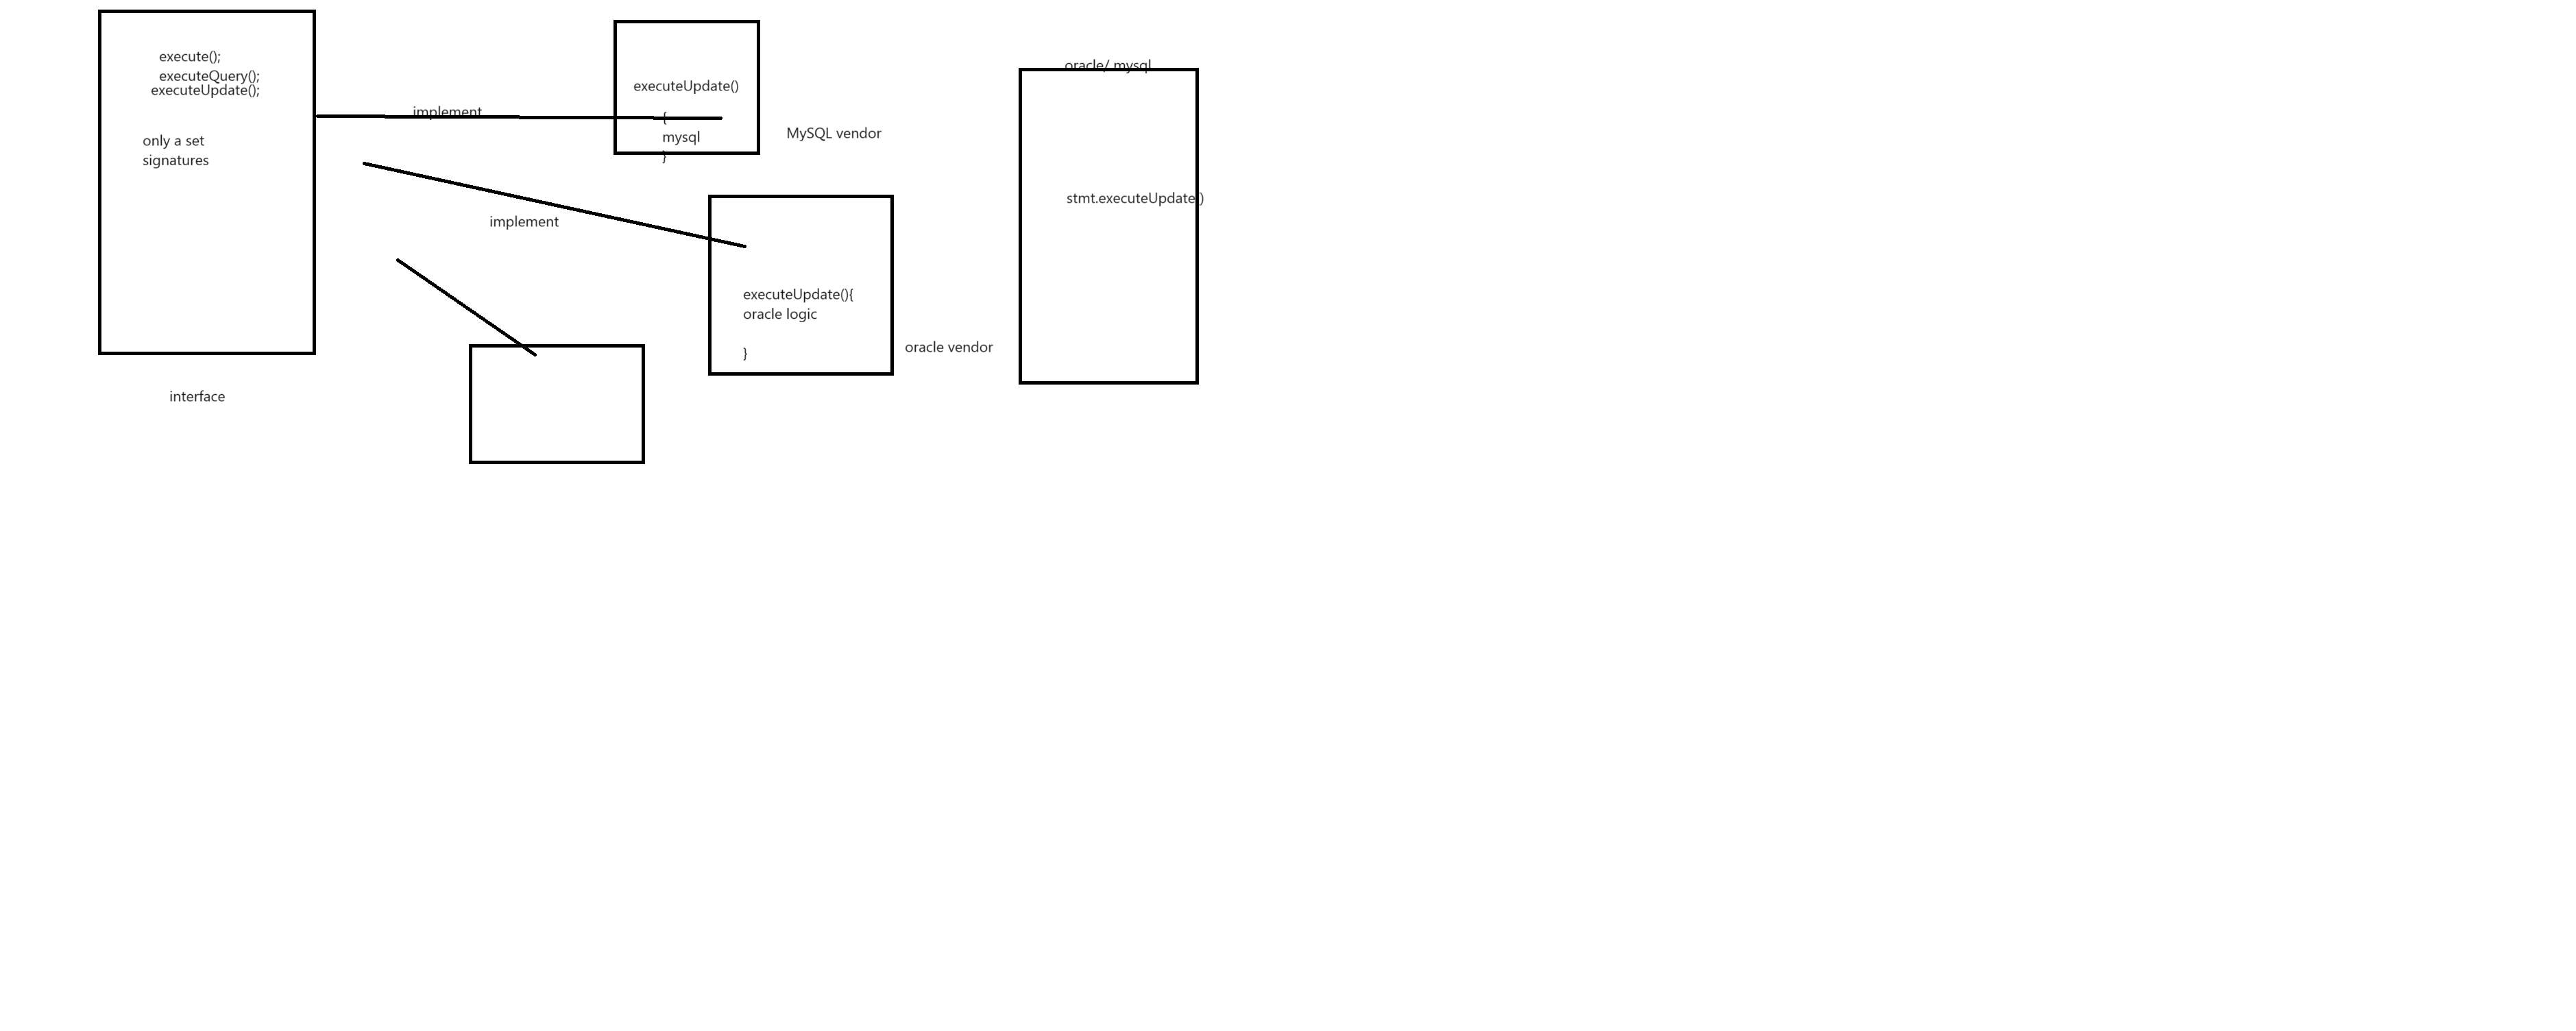 execute();
executeQuery();
executeUpdate();
only a set
signatures
interface
implement
implement
executeUpdate()
{
mysql
}
MySQL vendor
executeUpdate(){
oracle logic
}
oracle vendor
oracle/ mysql
stmt.executeUpdate()